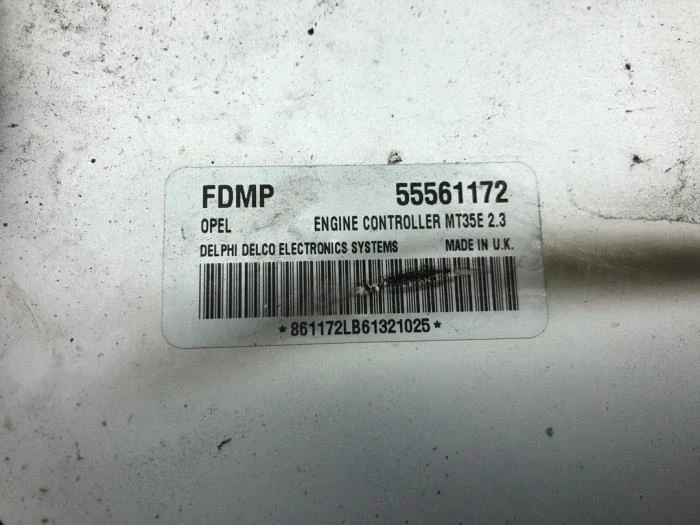 FDMP 55561172
OPEL ENGINE CONTROLLER MT35E 2.3
DELPHI DELCO ELECTRONICS SYSTEMS MADE IN U.K.
*861172LB61321025*